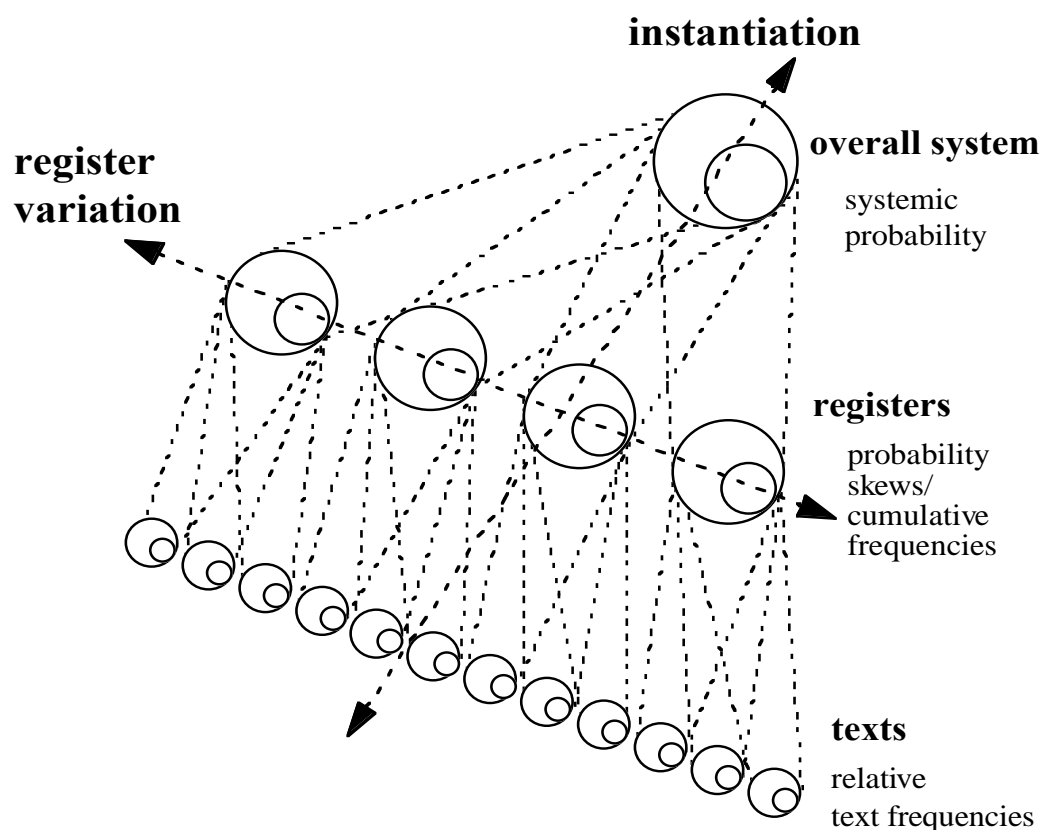 instantiation
overall system
systemic
probability
register
variation
registers
probability
skews/
cumulative
frequencies
texts
relative
text frequencies